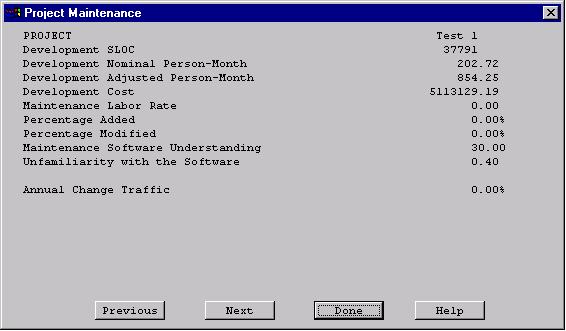 Project Maintenance
PROJECT Test 1
Development SLOC 37791
Development Nominal Person-Month 202.72
Development Adjusted Person-Month 854.25
Development Cost 5113129.19
Maintenance Labor Rate 0.00
Percentage Added 0.00%
Percentage Modified 0.00%
Maintenance Software Understanding 30.00
Unfamiliarity with the Software 0.40
Annual Change Traffic 0.00%
Previous Next Done Help